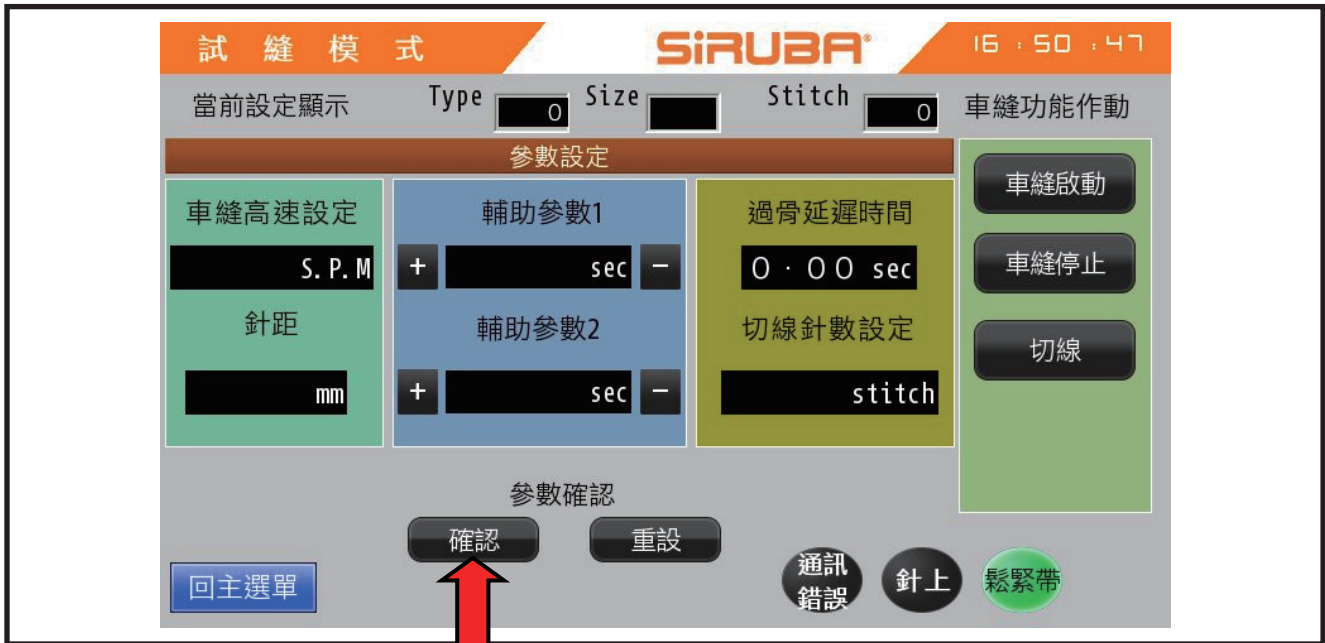 試 縫 模 式 SiRUBA® 16 : 50 : 47
當前設定顯示 Type 0 Size Stitch 0 車縫功能作動
參數設定
車縫高速設定 輔助參數1 過骨延遲時間 車縫啟動
S.P.M + sec − 0 · 0 0 sec 車縫停止
針距 輔助參數2 切線針數設定 切線
mm + sec − stitch
參數確認
確認 重設
回主選單 通訊錯誤 針上 鬆緊帶